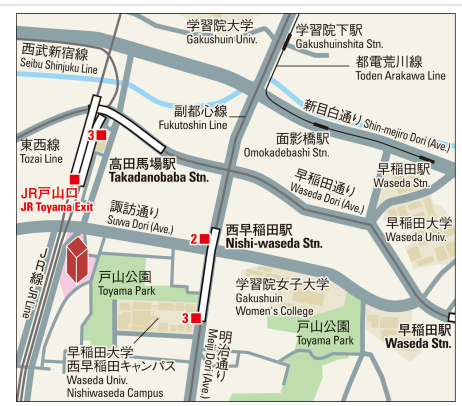 学習院大学
Gakushuin Univ.
学習院下駅
Gakushuinshita Stn.
西武新宿線
Seibu Shinjuku Line
都電荒川線
Toden Arakawa Line
副都心線
Fukutoshin Line
新目白通り Shin-mejiro Dori (Ave.)
3
東西線
Tozai Line
高田馬場駅
Takadanobaba Stn.
面影橋駅
Omokadebashi Stn.
早稲田通り
Waseda Dori (Ave.)
早稲田駅
Waseda Stn.
JR戸山口
JR Toyama Exit
諏訪通り
Suwa Dori (Ave.)
2
西早稲田駅
Nishi-waseda Stn.
早稲田大学
Waseda Univ.
JR線 JR Line
戸山公園
Toyama Park
学習院女子大学
Gakushuin
Women's College
3
明治通り
Meiji Dori (Ave.)
戸山公園
Toyama Park
早稲田駅
Waseda Stn.
早稲田大学
西早稲田キャンパス
Waseda Univ.
Nishiwaseda Campus